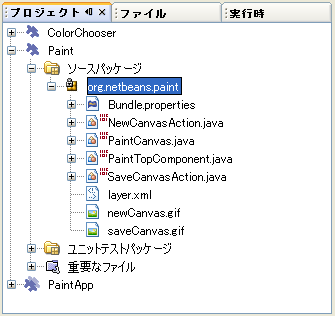 プロジェクト ファイル 実行時
ColorChooser
Paint
ソースパッケージ
org.netbeans.paint
Bundle.properties
NewCanvasAction.java
PaintCanvas.java
PaintTopComponent.java
SaveCanvasAction.java
layer.xml
newCanvas.gif
saveCanvas.gif
ユニットテストパッケージ
重要なファイル
PaintApp